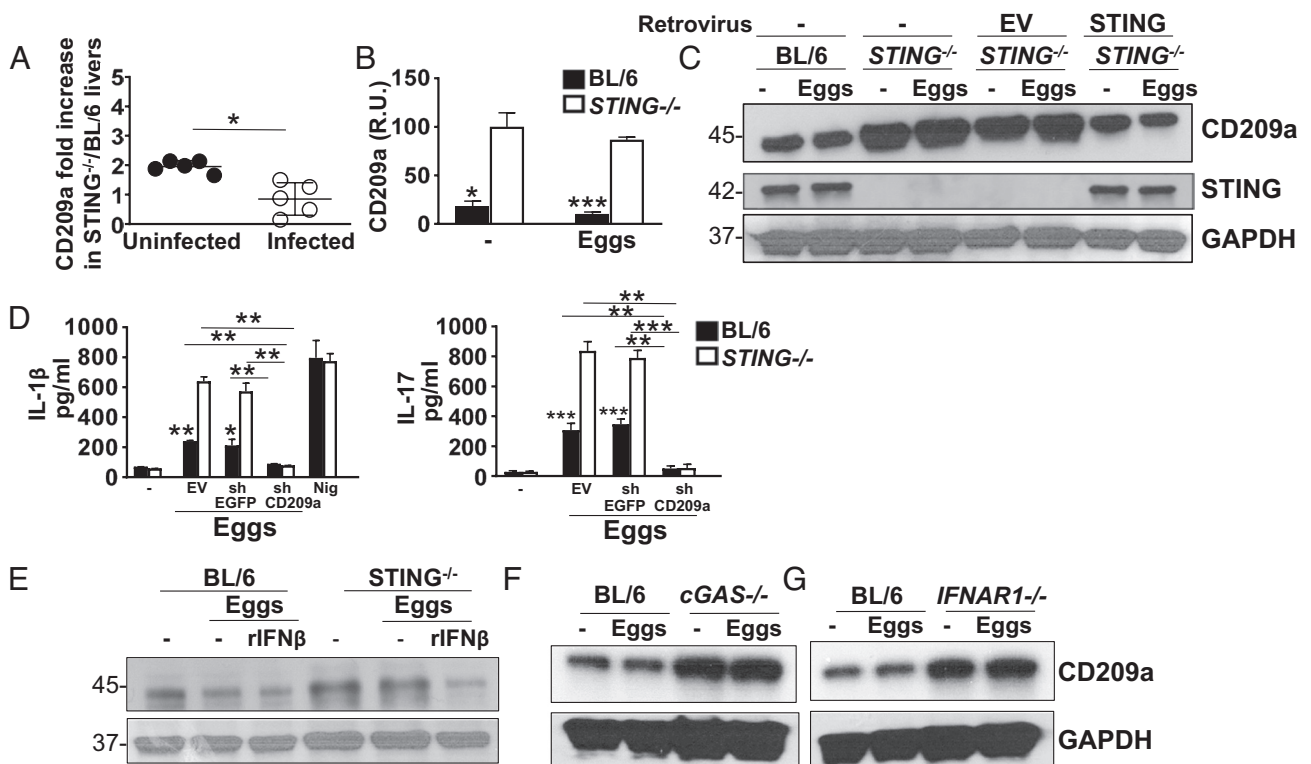 A
CD209a fold increase
in STING-/-/BL/6 livers
5
4
3
2
1
0
*
Uninfected
Infected
B
CD209a (R.U.)
150
100
50
0
*
***
-
Eggs
BL/6
STING-/-
C
Retrovirus - - EV STING
BL/6 STING-/- STING-/- STING-/-
- Eggs - Eggs - Eggs - Eggs
45-
CD209a
42-
STING
37-
GAPDH
D
IL-1β
pg/ml
1000
800
600
400
200
0
** ** ** **
** *
- EV sh sh Nig
EGFP CD209a
Eggs
IL-17
pg/ml
1000
800
600
400
200
0
** ** *** **
*** ***
- EV sh sh
EGFP CD209a
Eggs
BL/6
STING-/-
E
BL/6 STING-/-
Eggs Eggs
- - rIFNβ - - rIFNβ
45-
37-
F
BL/6 cGAS-/-
- Eggs - Eggs
G
BL/6 IFNAR1-/-
- Eggs - Eggs
CD209a
GAPDH